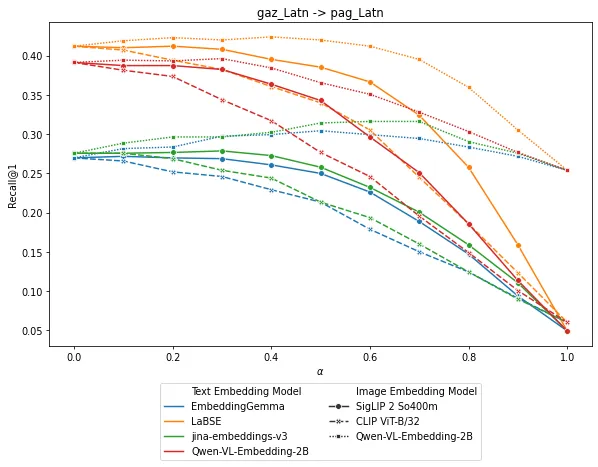 gaz_Latn -> pag_Latn
Recall@1
0.40
0.35
0.30
0.25
0.20
0.15
0.10
0.05
0.0
0.2
0.4
0.6
0.8
1.0
α
Text Embedding Model
EmbeddingGemma
LaBSE
jina-embeddings-v3
Qwen-VL-Embedding-2B
Image Embedding Model
SigLIP 2 So400m
CLIP ViT-B/32
Qwen-VL-Embedding-2B